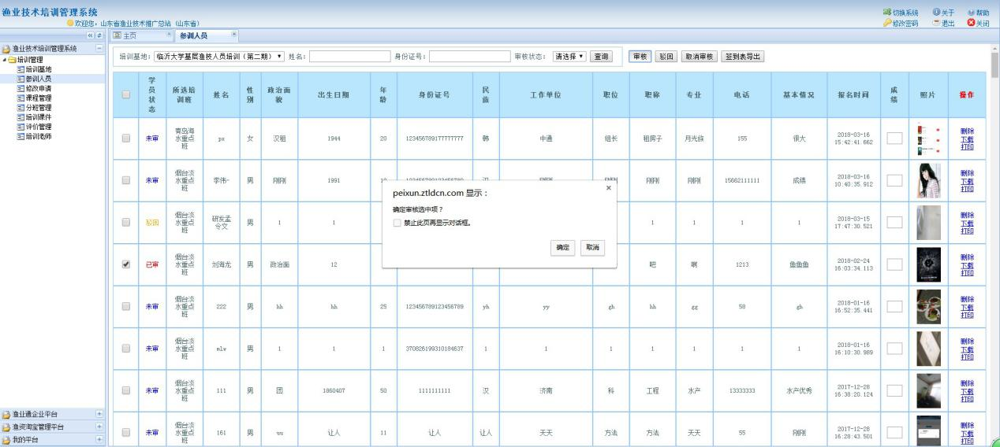 渔业技术培训管理系统
欢迎您，山东省渔业技术推广总站（山东省）
切换系统 关于 帮助
修改密码 退出 关闭
主页 参训人员
渔业技术培训管理系统
培训管理
培训基地
参训人员
修改申请
课程管理
分班管理
培训课件
评价管理
培训老师
渔业通企业平台
渔资淘宝管理平台
我的平台
培训基地： 临沂大学基层渔技人员培训（第二期） 姓名： 身份证号： 审核状态： 请选择 查询 审核 驳回 取消审核 签到表导出
学员状态 所选培训班 姓名 性别 政治面貌 出生日期 年龄 身份证号 民族 工作单位 职位 职称 专业 电话 基本情况 报名时间 成绩 照片 操作
未审 青岛海水重点班 px 女 汉祖 1944 20 123456789177777777 韩 中通 组长 租房子 月光族 155 很大 2018-03-16 15:42:41.662 删除 下载 打印
未审 烟台淡水重点班 李伟- 男 刚刚 1991 刚刚 刚刚 15662111111 成绩 2018-03-16 10:40:35.912 删除 下载 打印
驳回 烟台淡水重点班 研发孟令文 男 1 1 1 1 1 1 2018-03-15 17:47:30.521 删除 下载 打印
已审 烟台淡水重点班 刘海龙 男 政治面 12 吧 啊 1213 鱼鱼鱼 2018-02-24 16:03:34.113 删除 下载 打印
未审 烟台淡水重点班 222 男 hh hh 25 123456789123456789 yh yy gh hh gg 58 gh 2018-01-16 16:52:35.441 删除 下载 打印
未审 烟台淡水重点班 mlw 男 1 1 1 370826199310184637 1 1 1 1 1 1 1 2018-01-16 16:10:30.989 删除 下载 打印
未审 烟台淡水重点班 111 男 团 1860407 50 1111111111 汉 济南 科 工程 水产 13333333 水产优秀 2017-12-28 16:38:20.124 删除 下载 打印
未审 烟台淡水重点班 161 男 uu 让人 11 让人 让人 天天 方法 方法 天天 55 刚刚 2017-12-28 16:28:43.501 删除 下载 打印
peixun.ztldcn.com 显示：
确定审核选中项？
禁止此页再显示对话框。
确定 取消